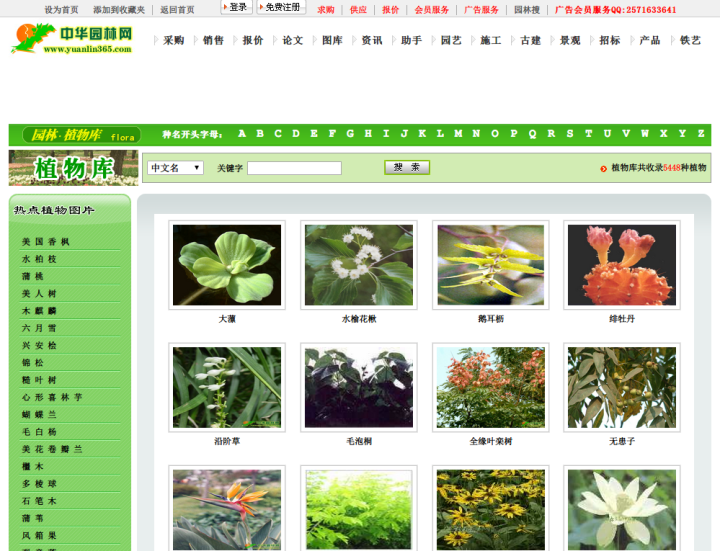 设为首页 添加到收藏夹 | 返回首页 登录 免费注册 求购 | 供应 | 报价 | 会员服务 | 广告服务 | 园林搜 | 广告会员服务QQ:2571633641
中华园林网
www.yuanlin365.com
采购 销售 报价 论文 图库 资讯 助手 园艺 施工 古建 景观 招标 产品 铁艺
园林·植物库 flora 种名开头字母: A B C D E F G H I J K L M N O P Q R S T U V W X Y Z
植物库
中文名 关键字 搜 索 植物库共收录5448种植物
热点植物图片
美国香枫
水柏枝
蒲桃
美人树
木麒麟
六月雪
兴安桧
锦松
糙叶树
心形喜林芋
蝴蝶兰
毛白杨
美花卷瓣兰
檀木
多棱球
石笔木
蒲苇
风箱果
大薸 水榆花楸 鹅耳枥 绯牡丹
沿阶草 毛泡桐 全缘叶栾树 无患子